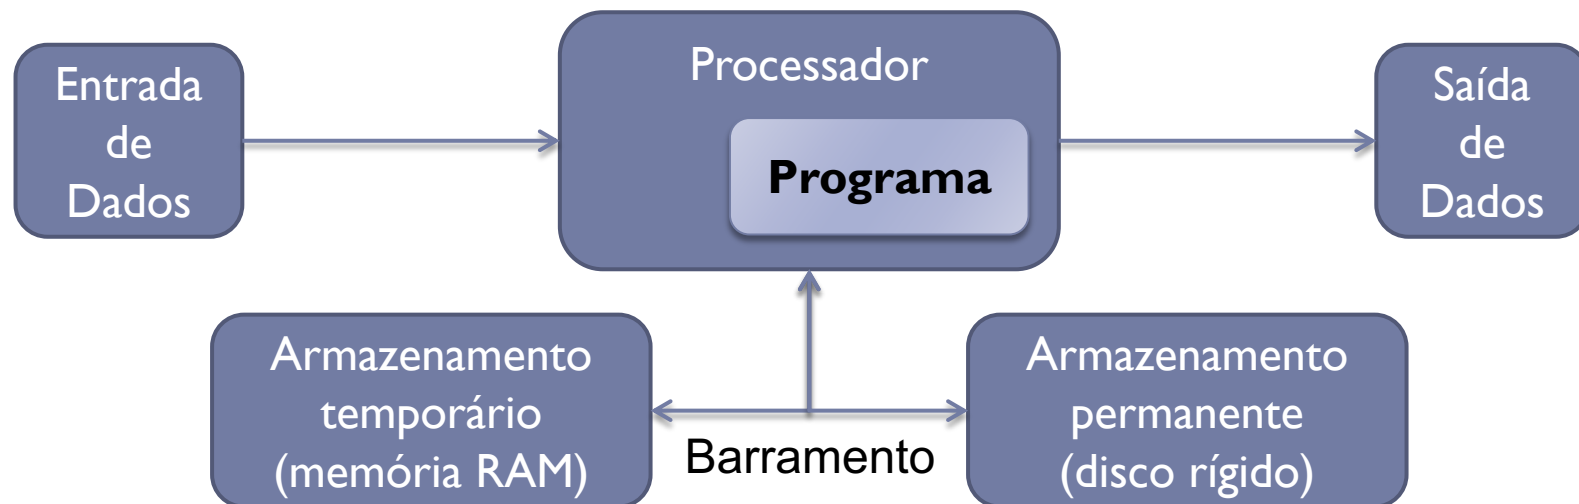 Entrada
de
Dados
Processador
Programa
Saída
de
Dados
Armazenamento
temporário
(memória RAM)
Barramento
Armazenamento
permanente
(disco rígido)